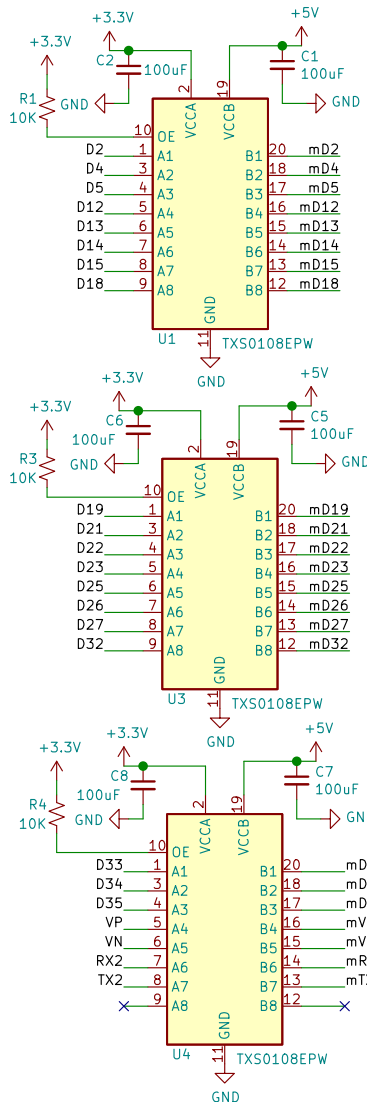 +3.3V +5V
+3.3V C2 100uF C1 100uF
GND 2 19 GND
R1 10K VCCA VCCB
10 OE
D2 1 A1 B1 20 mD2
D4 3 A2 B2 18 mD4
D5 4 A3 B3 17 mD5
D12 5 A4 B4 16 mD12
D13 6 A5 B5 15 mD13
D14 7 A6 B6 14 mD14
D15 8 A7 B7 13 mD15
D18 9 A8 B8 12 mD18
GND
U1 11 TXS0108EPW
GND
+3.3V +5V
+3.3V C6 100uF C5 100uF
GND 2 19 GND
R3 10K VCCA VCCB
10 OE
D19 1 A1 B1 20 mD19
D21 3 A2 B2 18 mD21
D22 4 A3 B3 17 mD22
D23 5 A4 B4 16 mD23
D25 6 A5 B5 15 mD25
D26 7 A6 B6 14 mD26
D27 8 A7 B7 13 mD27
D32 9 A8 B8 12 mD32
GND
U3 11 TXS0108EPW
GND
+3.3V +5V
+3.3V C8 100uF C7 100uF
GND 2 19 GN
R4 10K VCCA VCCB
10 OE
D33 1 A1 B1 20 mD
D34 3 A2 B2 18 mD
D35 4 A3 B3 17 mD
VP 5 A4 B4 16 mV
VN 6 A5 B5 15 mV
RX2 7 A6 B6 14 mR
TX2 8 A7 B7 13 mT
9 A8 B8 12
GND
U4 11 TXS0108EPW
GND